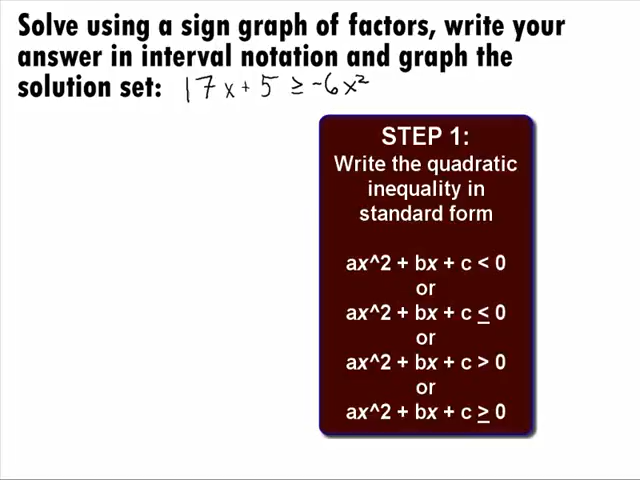 Solve using a sign graph of factors, write your
answer in interval notation and graph the
solution set: 17x + 5 ≥ -6x²
STEP 1:
Write the quadratic
inequality in
standard form
ax^2 + bx + c < 0
or
ax^2 + bx + c ≤ 0
or
ax^2 + bx + c > 0
or
ax^2 + bx + c ≥ 0